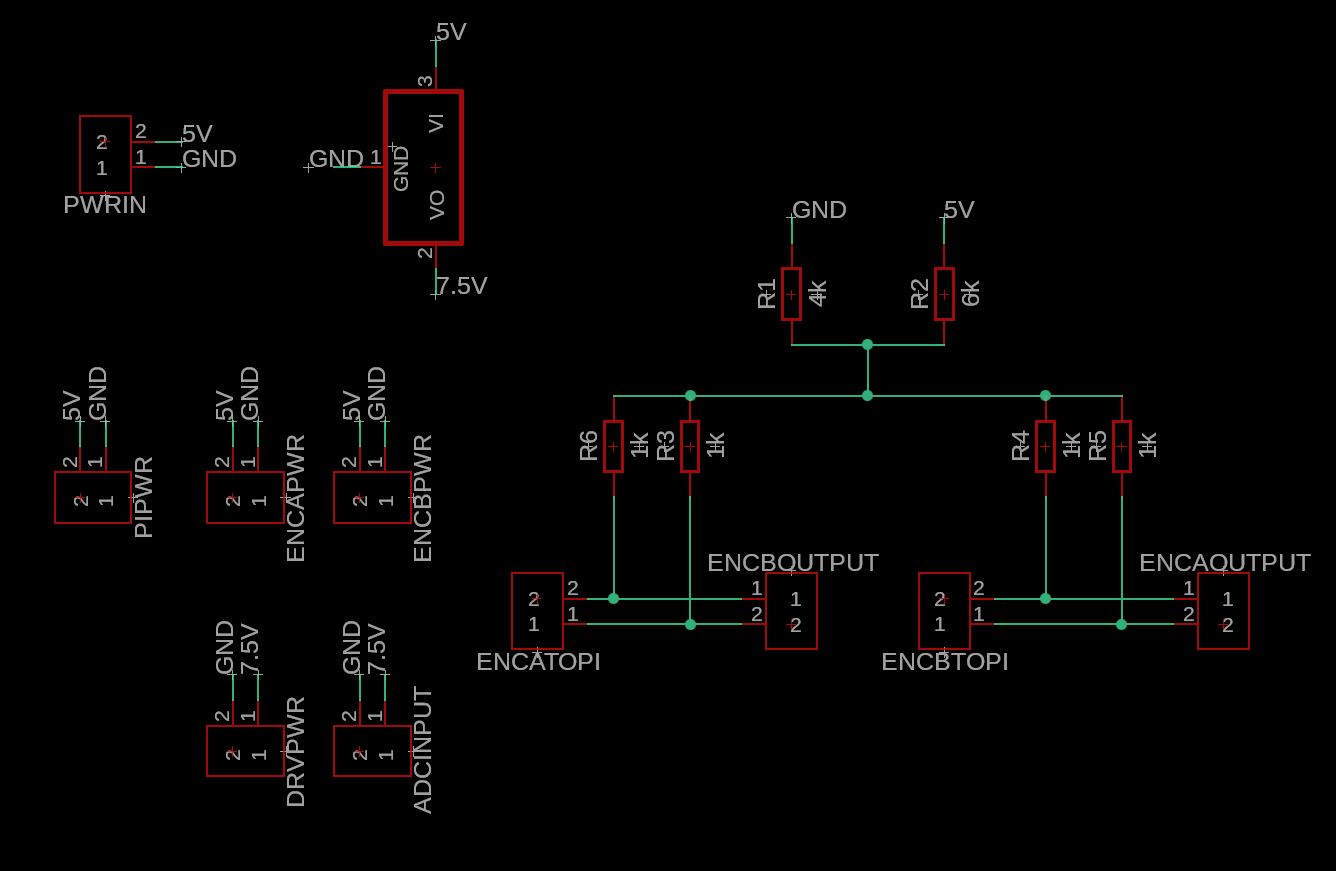 5V
3
VI
GND 1
GND
VO
2
7.5V
2
1
2
1
5V
GND
PWRIN
GND
5V
R1
4k
R2
6k
5V
GND
2
1
2
1
PIPWR
5V
GND
2
1
2
1
ENCAPWR
5V
GND
2
1
2
1
ENCBPWR
R6
1k
R3
1k
R4
1k
R5
1k
ENCBOUTPUT
ENCAOUTPUT
2
1
2
1
1
2
1
2
2
1
2
1
1
2
1
2
ENCATOPI
ENCBTOPI
GND
7.5V
2
1
2
1
DRVPWR
GND
7.5V
2
1
2
1
ADCINPUT